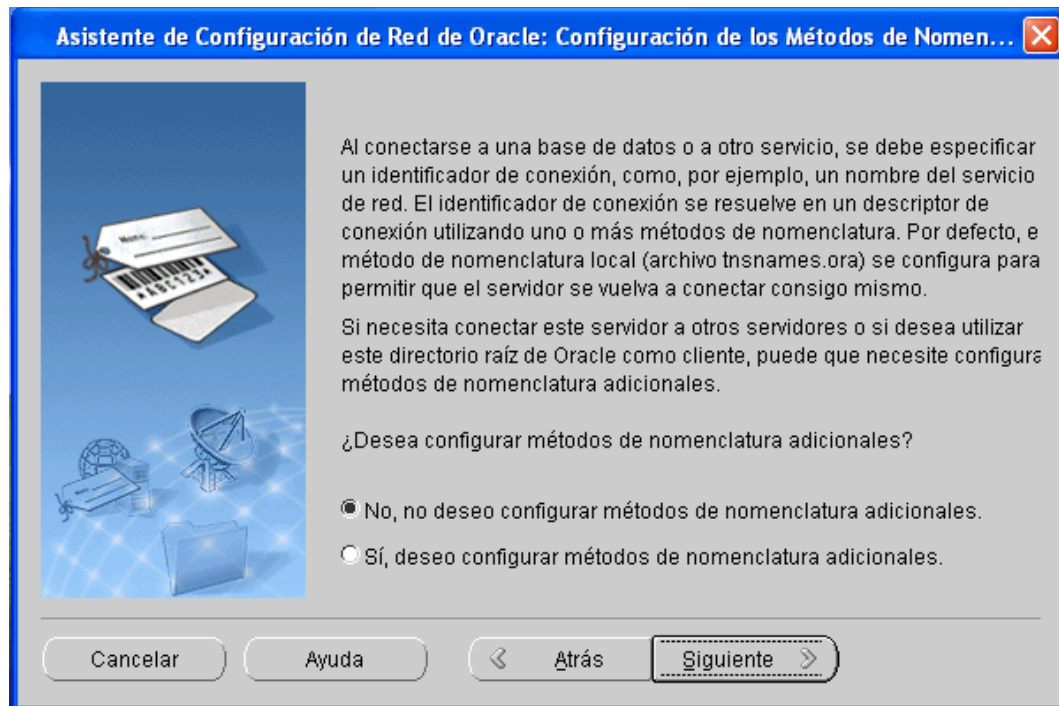 Asistente de Configuración de Red de Oracle: Configuración de los Métodos de Nomen...
Al conectarse a una base de datos o a otro servicio, se debe especificar
un identificador de conexión, como, por ejemplo, un nombre del servicio
de red. El identificador de conexión se resuelve en un descriptor de
conexión utilizando uno o más métodos de nomenclatura. Por defecto, e
método de nomenclatura local (archivo tnsnames.ora) se configura para
permitir que el servidor se vuelva a conectar consigo mismo.
Si necesita conectar este servidor a otros servidores o si desea utilizar
este directorio raíz de Oracle como cliente, puede que necesite configura
métodos de nomenclatura adicionales.
¿Desea configurar métodos de nomenclatura adicionales?
No, no deseo configurar métodos de nomenclatura adicionales.
Sí, deseo configurar métodos de nomenclatura adicionales.
Cancelar
Ayuda
Atrás
Siguiente